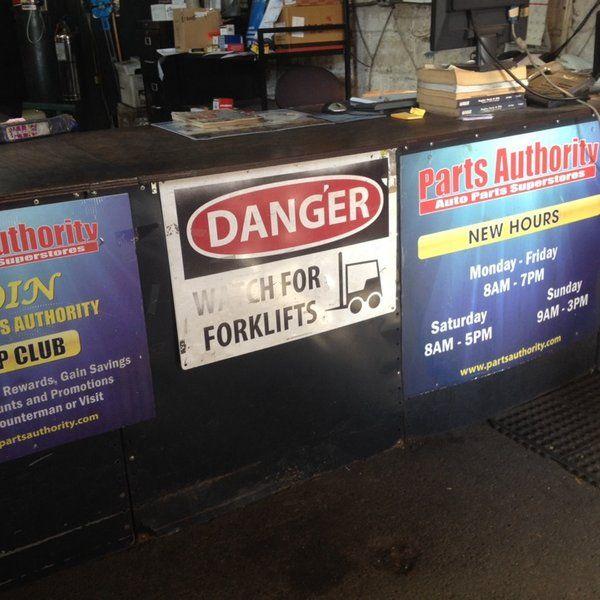 uthority
Superstores
OIN
S AUTHORITY
P CLUB
Rewards, Gain Savings
unts and Promotions
ounterman or Visit
partsauthority.com
DANGER
W CH FOR
FORKLIFTS
Parts Authority
Auto Parts Superstores
NEW HOURS
Monday - Friday
8AM - 7PM
Saturday
8AM - 5PM
Sunday
9AM - 3PM
www.partsauthority.com